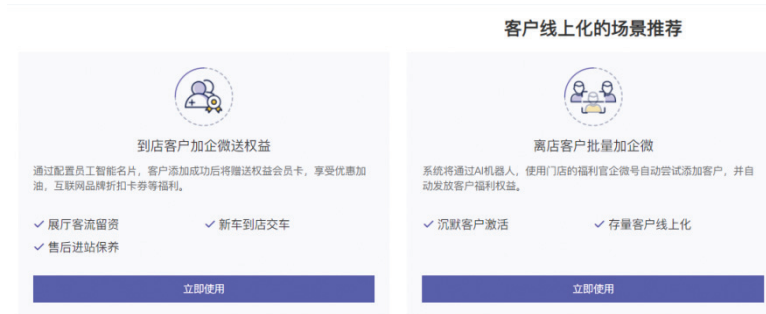 客户线上化的场景推荐
到店客户加企微送权益
通过配置员工智能名片，客户添加成功后将赠送权益会员卡，享受优惠加
油，互联网品牌折扣卡券等福利。
展厅客流留资
新车到店交车
售后进站保养
立即使用
离店客户批量加企微
系统将通过AI机器人，使用门店的福利官企微号自动尝试添加客户，并自
动发放客户福利权益。
沉默客户激活
存量客户线上化
立即使用